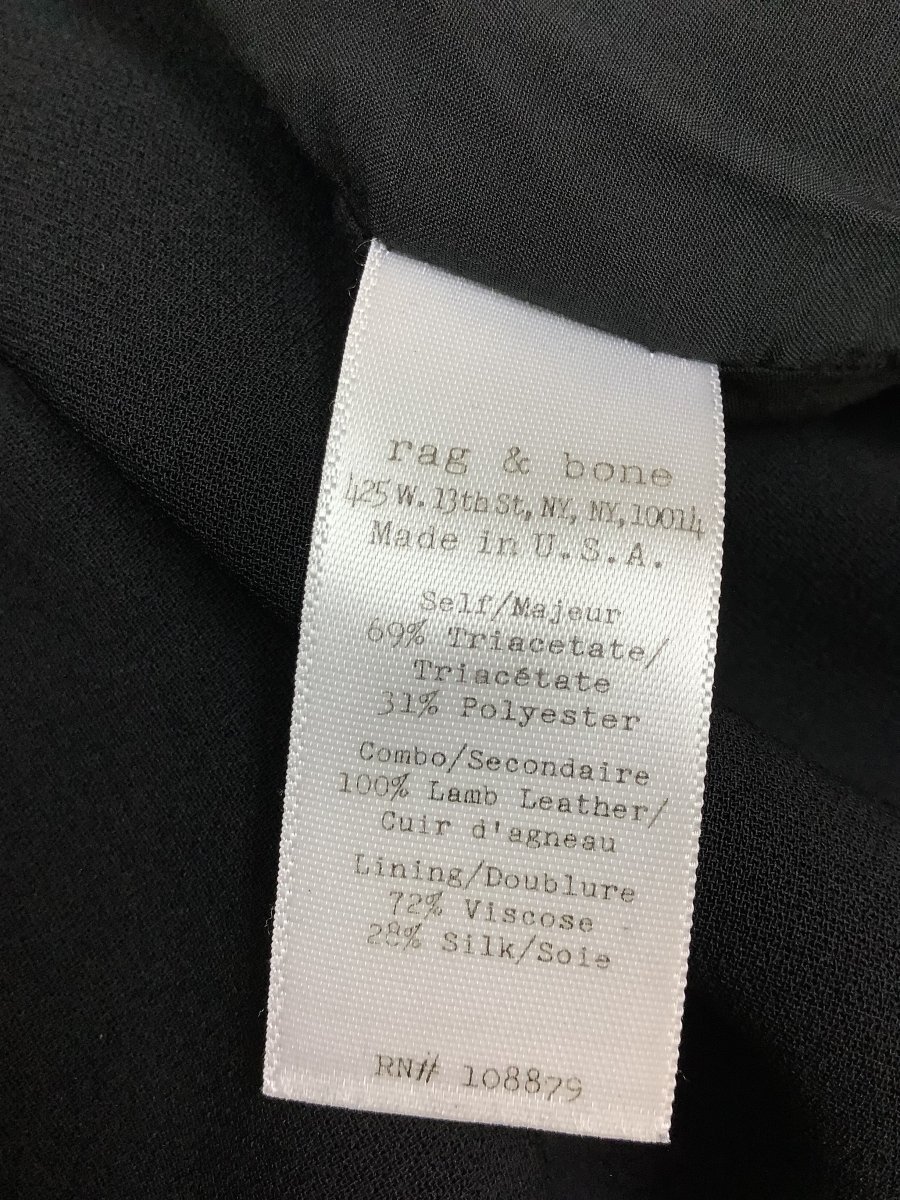 rag & bone
425 W. 13th St, NY, NY, 10014
Made in U.S.A.
Self/Majeur
69% Triacetate/
Triacétate
31% Polyester
Combo/Secondaire
100% Lamb Leather/
Cuir d'agneau
Lining/Doublure
72% Viscose
28% Silk/Soie
RN# 108879